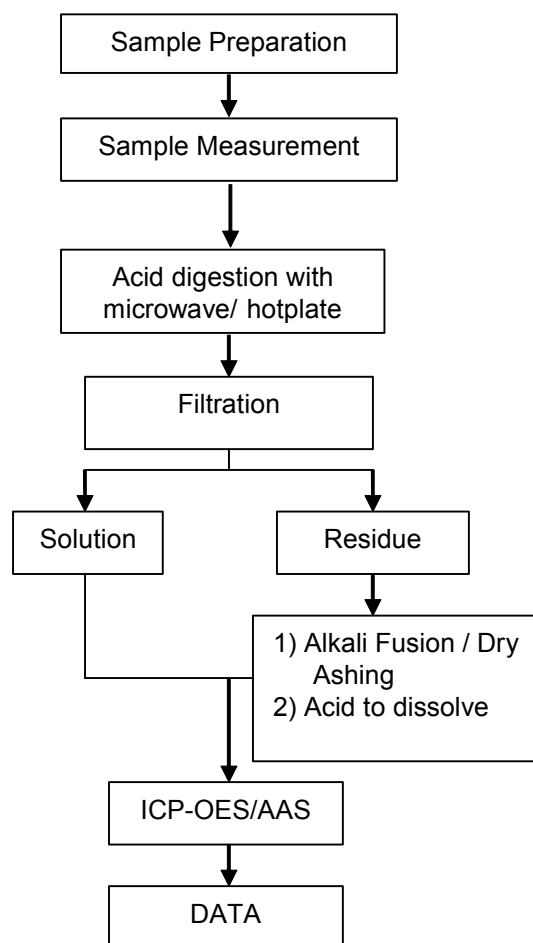 Sample Preparation
Sample Measurement
Acid digestion with
microwave/ hotplate
Filtration
Solution
Residue
1) Alkali Fusion / Dry
Ashing
2) Acid to dissolve
ICP-OES/AAS
DATA